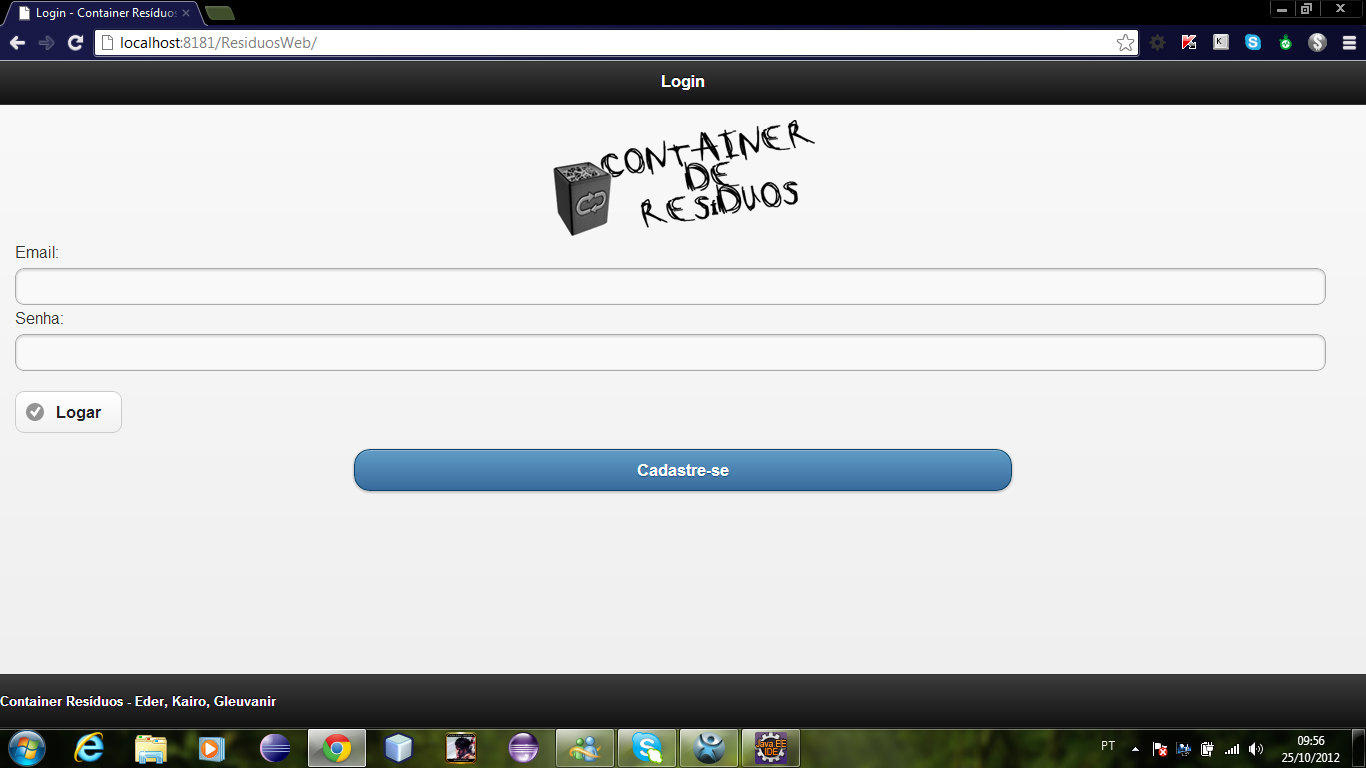 Login - Container Resíduos
localhost:8181/ResiduosWeb/
Login
CONTAINER
DE
RESíDUOS
Email:
Senha:
Logar
Cadastre-se
Container Resíduos - Eder, Kairo, Gleuvanir
Java EE
IDE
PT
09:56
25/10/2012